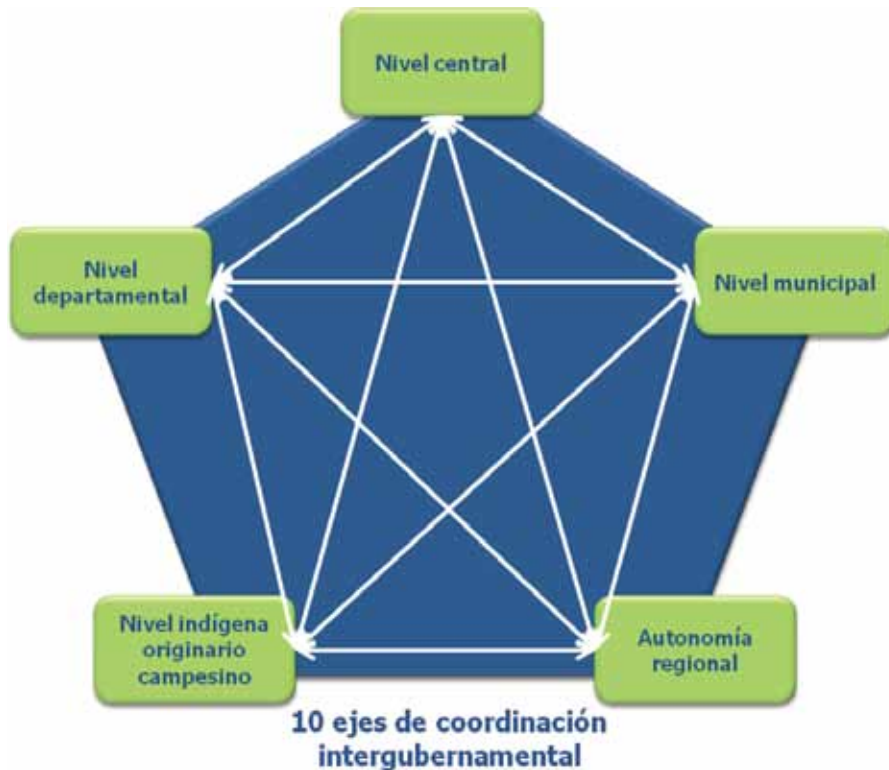 Nivel central
Nivel
departamental
Nivel municipal
Nivel indígena
originario
campesino
Autonomía
regional
10 ejes de coordinación
intergubernamental